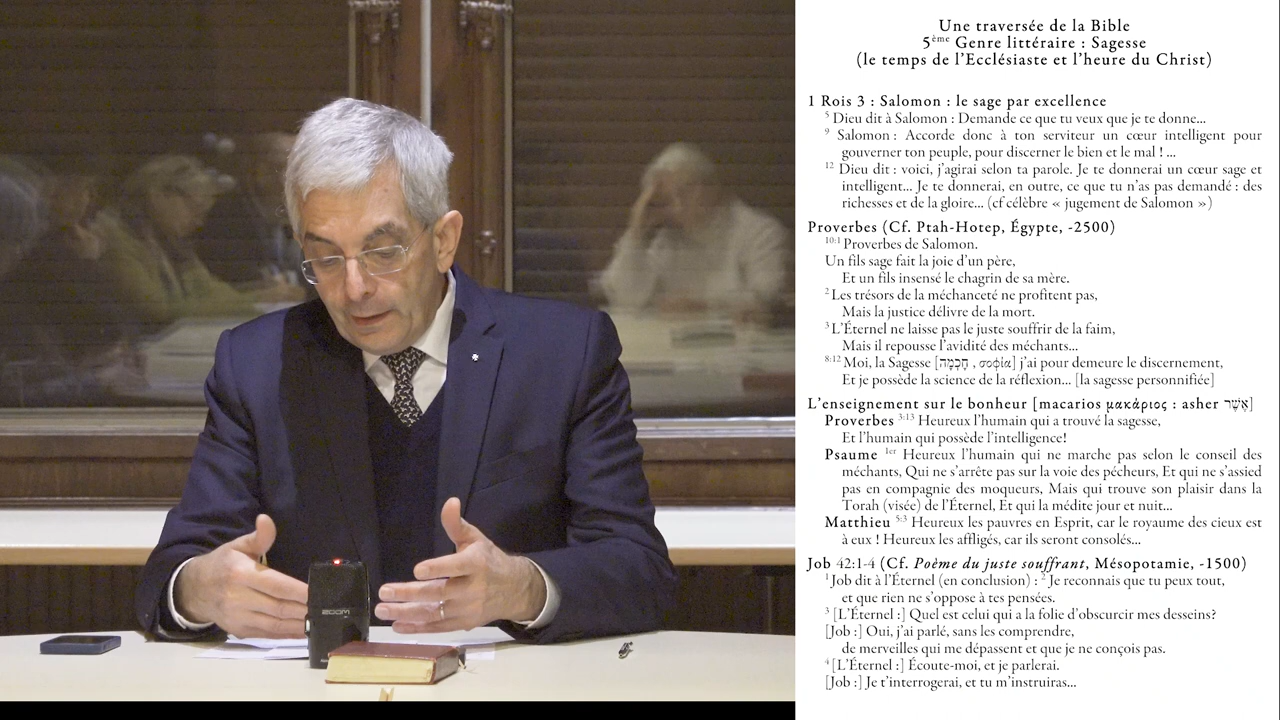 Une traversée de la Bible
5ème Genre littéraire : Sagesse
(le temps de l'Ecclésiaste et l'heure du Christ)
1 Rois 3 : Salomon : le sage par excellence
5 Dieu dit à Salomon : Demande ce que tu veux que je te donne...
9 Salomon : Accorde donc à ton serviteur un cœur intelligent pour
gouverner ton peuple, pour discerner le bien et le mal ! ...
12 Dieu dit : voici, j'agirai selon ta parole. Je te donnerai un cœur sage et
intelligent... Je te donnerai, en outre, ce que tu n'as pas demandé : des
richesses et de la gloire... (cf célèbre « jugement de Salomon »)
Proverbes (Cf. Ptah-Hotep, Égypte, -2500)
10:1 Proverbes de Salomon.
Un fils sage fait la joie d'un père,
Et un fils insensé le chagrin de sa mère.
2 Les trésors de la méchanceté ne profitent pas,
Mais la justice délivre de la mort.
3 L'Éternel ne laisse pas le juste souffrir de la faim,
Mais il repousse l'avidité des méchants...
8:12 Moi, la Sagesse [חָכְמָה , σοφία] j'ai pour demeure le discernement,
Et je possède la science de la réflexion... [la sagesse personnifiée]
L'enseignement sur le bonheur [macarios μακάριος : asher אֶשֶׁר]
Proverbes 3:13 Heureux l'humain qui a trouvé la sagesse,
Et l'humain qui possède l'intelligence!
Psaume 1er Heureux l'humain qui ne marche pas selon le conseil des
méchants, Qui ne s'arrête pas sur la voie des pécheurs, Et qui ne s'assied
pas en compagnie des moqueurs, Mais qui trouve son plaisir dans la
Torah (visée) de l'Éternel, Et qui la médite jour et nuit...
Matthieu 5:3 Heureux les pauvres en Esprit, car le royaume des cieux est
à eux ! Heureux les affligés, car ils seront consolés...
Job 42:1-4 (Cf. Poème du juste souffrant, Mésopotamie, -1500)
1 Job dit à l'Éternel (en conclusion) : 2 Je reconnais que tu peux tout,
et que rien ne s'oppose à tes pensées.
3 [L'Éternel :] Quel est celui qui a la folie d'obscurcir mes desseins?
[Job :] Oui, j'ai parlé, sans les comprendre,
de merveilles qui me dépassent et que je ne conçois pas.
4 [L'Éternel :] Écoute-moi, et je parlerai.
[Job :] Je t'interrogerai, et tu m'instruiras...
zoom